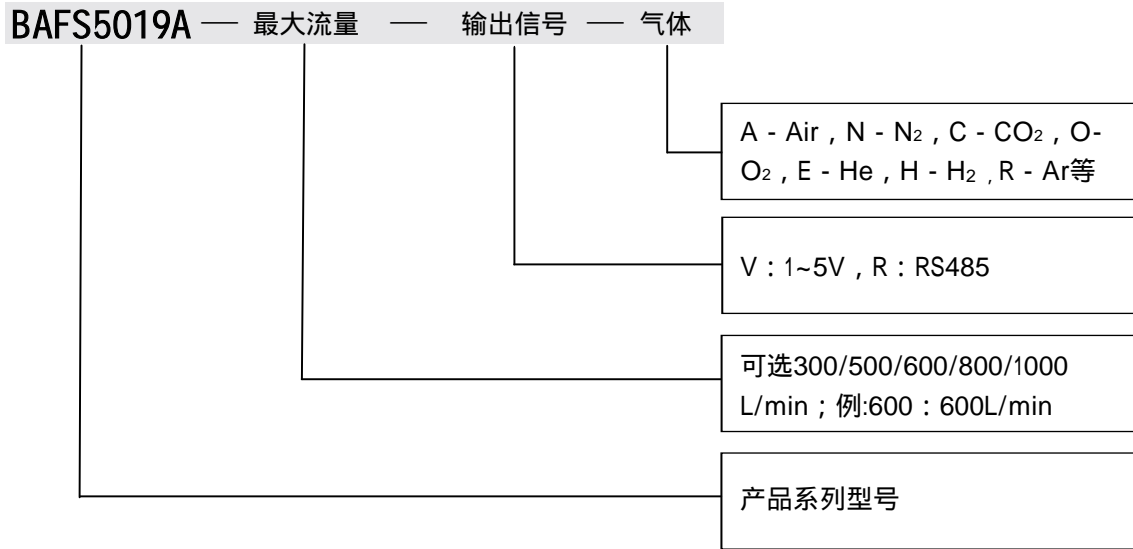 BAFS5019A — 最大流量 — 输出信号 — 气体
A - Air , N - N₂ , C - CO₂ , O-
O₂ , E - He , H - H₂ , R - Ar等
V : 1~5V , R : RS485
可选300/500/600/800/1000
L/min ; 例:600 : 600L/min
产品系列型号